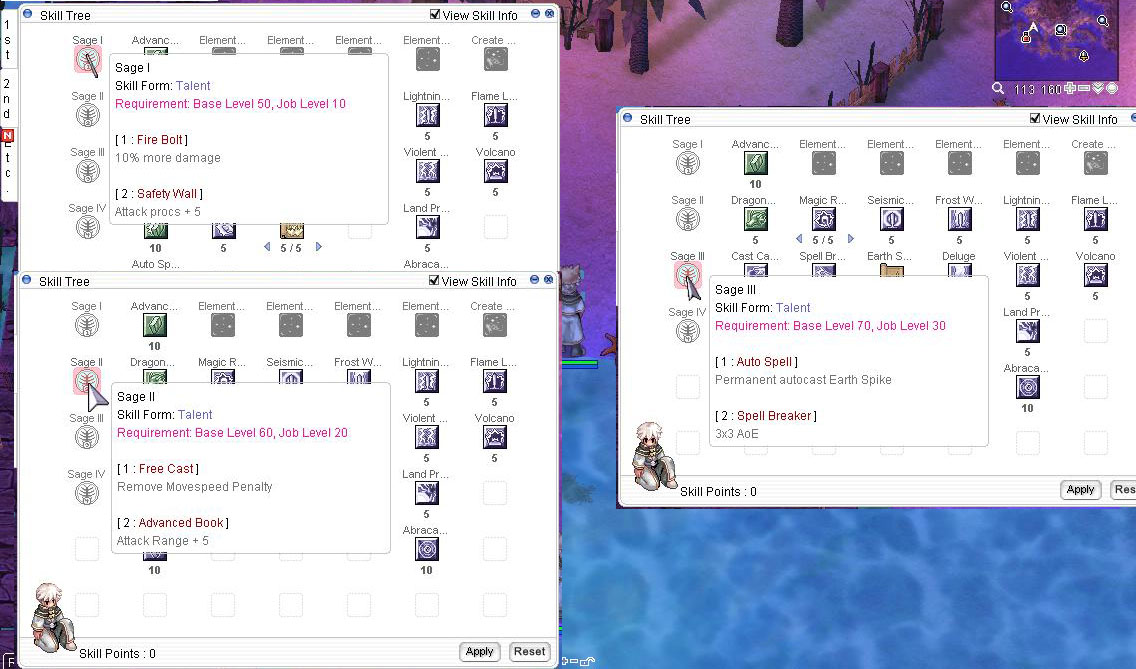 1
s
t
2
n
d
N
E
t
c
.
Skill Tree
View Skill Info
Sage I
Advanc...
Element...
Element...
Element...
Element...
Create ...
Sage I
Skill Form: Talent
Requirement: Base Level 50, Job Level 10
[ 1 : Fire Bolt ]
10% more damage
[ 2 : Safety Wall ]
Attack procs + 5
Sage II
Lightnin...
Flame L...
5
5
Sage III
Violent ...
Volcano
5
5
Sage IV
Land Pr...
10
5
5 / 5
5
Auto Sp...
Abraca...
Skill Tree
View Skill Info
Sage I
Advanc...
Element...
Element...
Element...
Element...
Create ...
10
Sage II
Dragon...
Magic R...
Seismic...
Frost W...
Lightnin...
Flame L...
5
5
Sage II
Skill Form: Talent
Requirement: Base Level 60, Job Level 20
[ 1 : Free Cast ]
Remove Movespeed Penalty
[ 2 : Advanced Book ]
Attack Range + 5
Sage III
Violent ...
Volcano
5
5
Sage IV
Land Pr...
5
Abraca...
10
10
Skill Points : 0
Apply
Reset
113 160
Skill Tree
View Skill Info
Sage I
Advanc...
Element...
Element...
Element...
Element...
Create ...
10
Sage II
Dragon...
Magic R...
Seismic...
Frost W...
Lightnin...
Flame L...
5
5 / 5
5
5
5
5
Sage III
Cast Ca...
Spell Br...
Earth S...
Deluge
Violent ...
Volcano
5
5
Sage III
Skill Form: Talent
Requirement: Base Level 70, Job Level 30
[ 1 : Auto Spell ]
Permanent autocast Earth Spike
[ 2 : Spell Breaker ]
3x3 AoE
Sage IV
Land Pr...
5
Abraca...
10
Skill Points : 0
Apply
Res